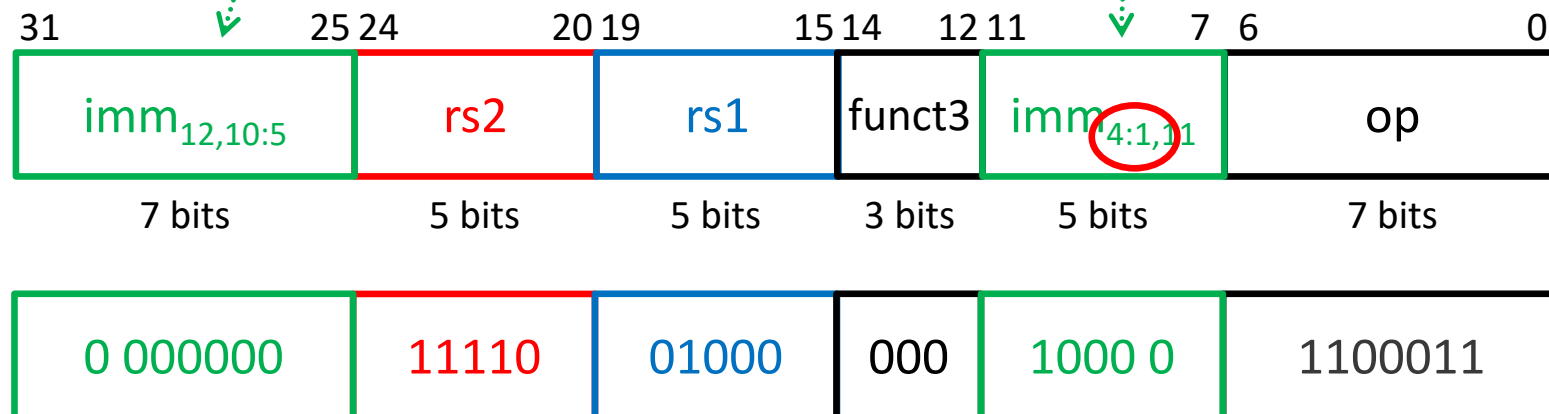 31 25 24 20 19 15 14 12 11 7 6 0
imm12,10:5 rs2 rs1 funct3 imm4:1,11 op
7 bits 5 bits 5 bits 3 bits 5 bits 7 bits
0 000000 11110 01000 000 1000 0 1100011